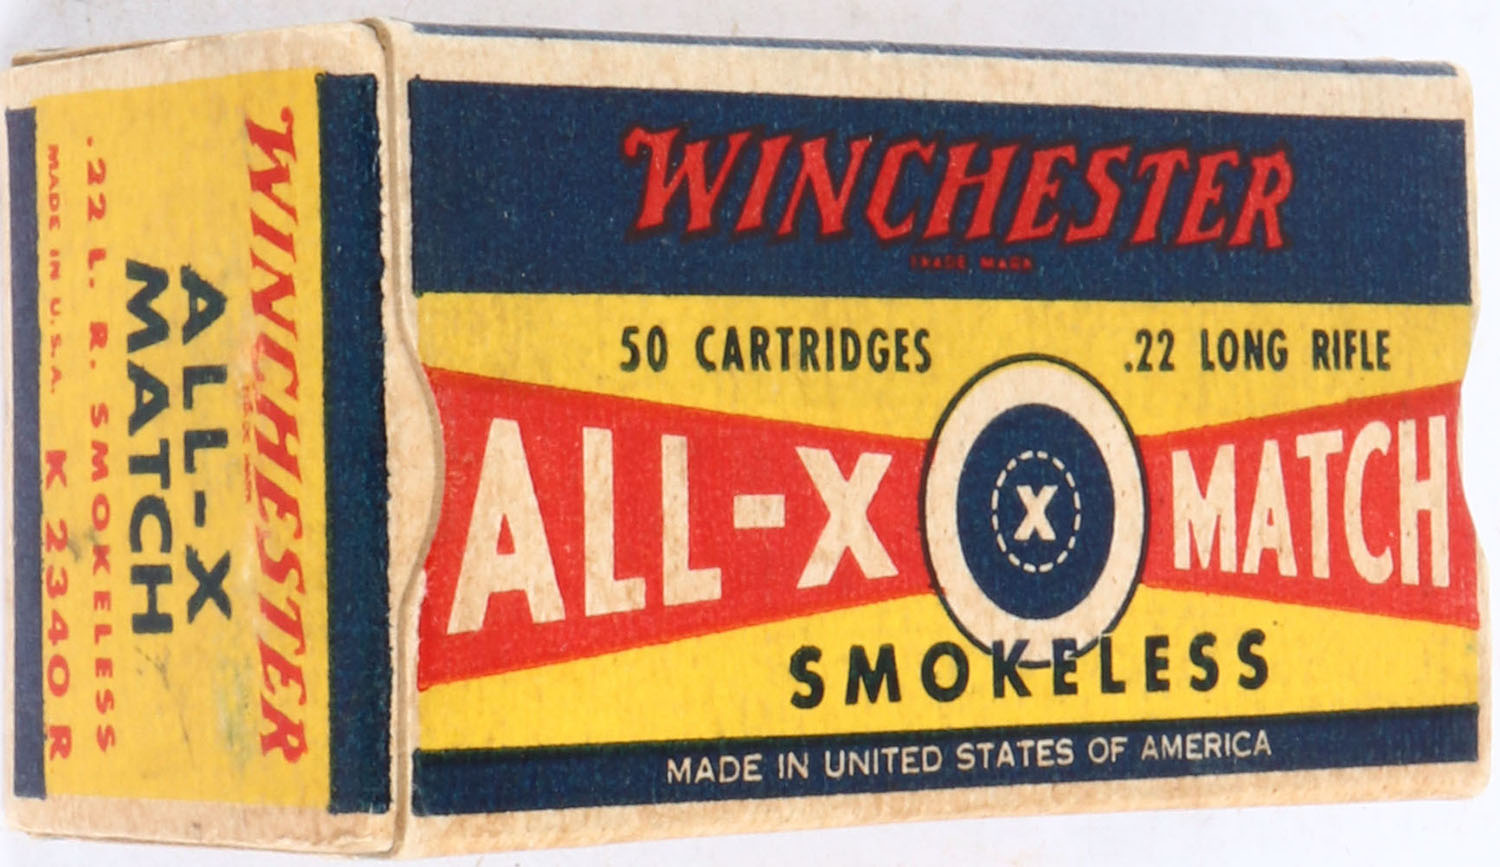 WINCHESTER
TRADE MARK
50 CARTRIDGES .22 LONG RIFLE
ALL-X X MATCH
SMOKELESS
MADE IN UNITED STATES OF AMERICA
WINCHESTER
ALL-X
MATCH
.22 L. R. SMOKELESS
MADE IN U.S.A. K 2340 R